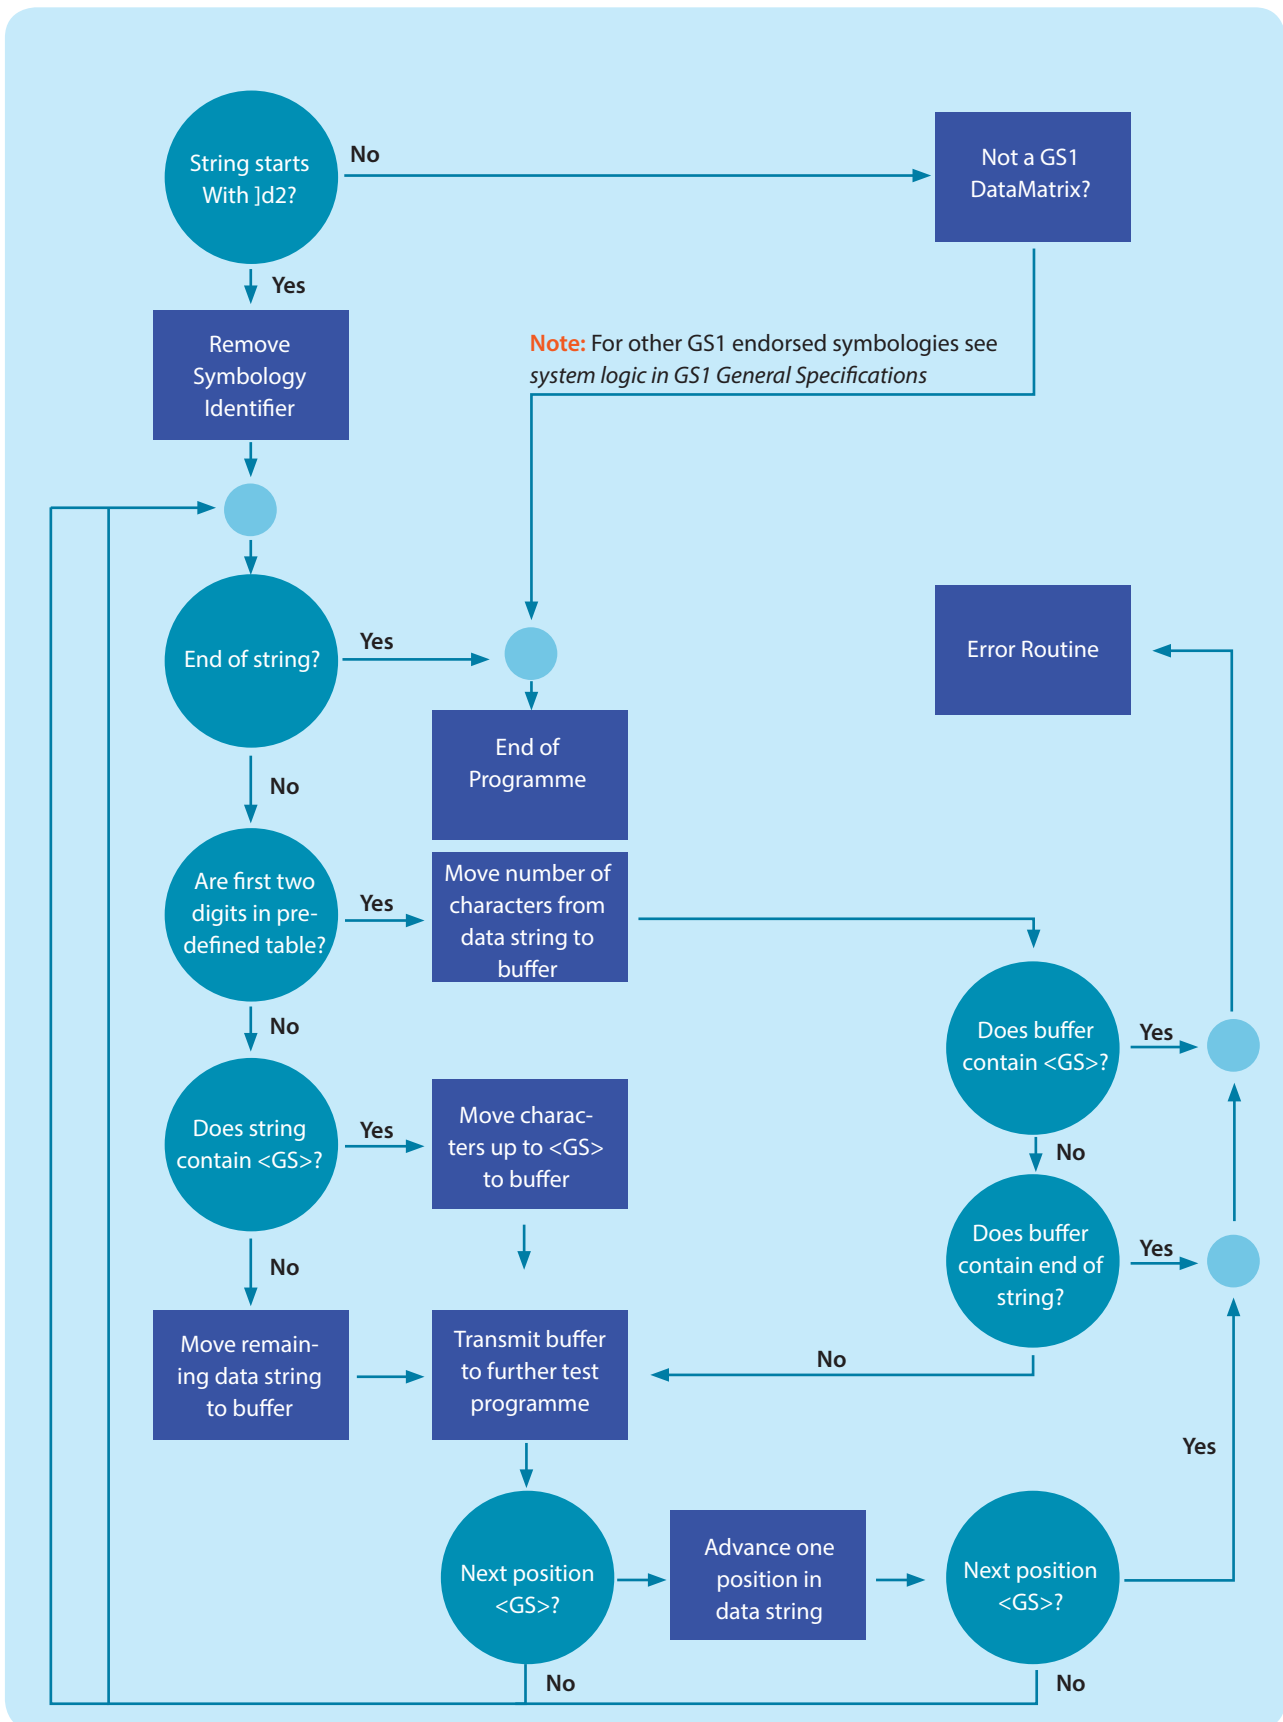 String starts
With ]d2?
No
Not a GS1
DataMatrix?
Yes
Remove
Symbology
Identifier
Note: For other GS1 endorsed symbologies see
system logic in GS1 General Specifications
End of string?
Yes
Error Routine
End of
Programme
No
Are first two
digits in pre-
defined table?
Yes
Move number of
characters from
data string to
buffer
No
Does buffer
contain <GS>?
Yes
Does string
contain <GS>?
Yes
Move charac-
ters up to <GS>
to buffer
No
Does buffer
contain end of
string?
Yes
No
Move remain-
ing data string
to buffer
Transmit buffer
to further test
programme
No
Yes
Next position
<GS>?
Advance one
position in
data string
Next position
<GS>?
No
No